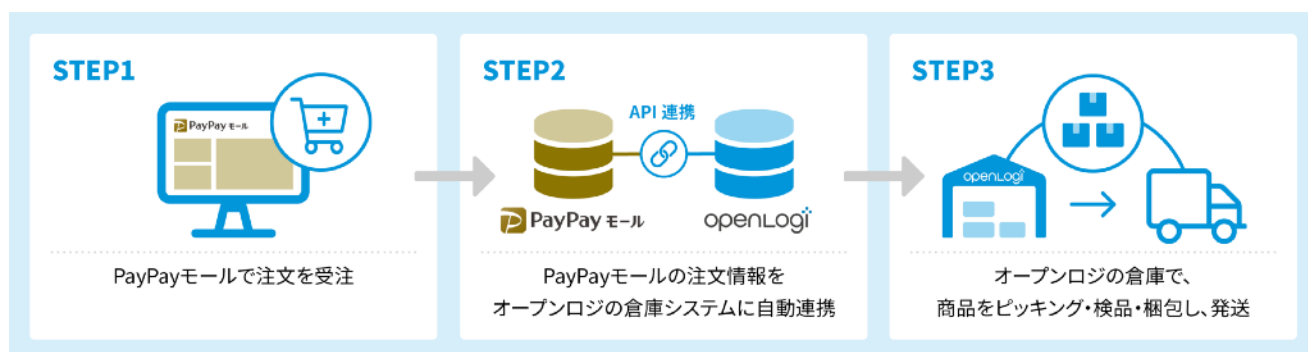 STEP1
PayPay モール
PayPayモールで注文を受注
STEP2
API 連携
PayPay モール
openLogi
PayPayモールの注文情報を
オープンロジの倉庫システムに自動連携
STEP3
openLogi
オープンロジの倉庫で、
商品をピッキング・検品・梱包し、発送